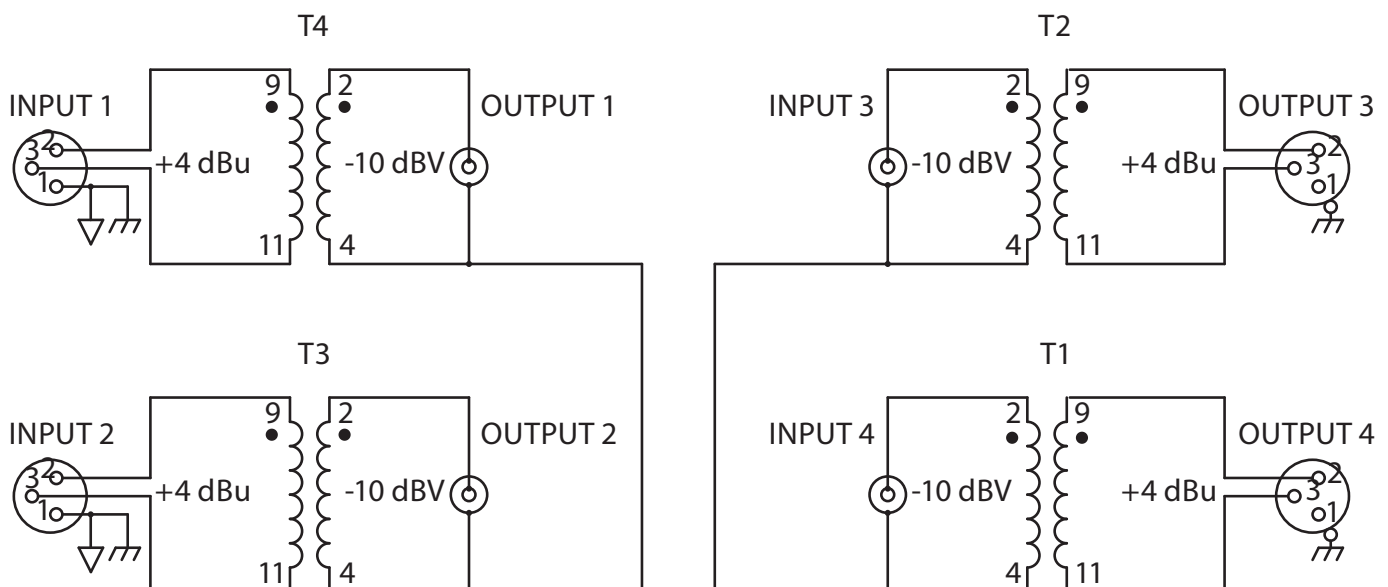 T4
T2
9 2
2 9
INPUT 1
OUTPUT 1
INPUT 3
OUTPUT 3
2
3
1
+4 dBu
-10 dBV
-10 dBV
+4 dBu
2
3
1
11 4
4 11
T3
T1
9 2
2 9
INPUT 2
OUTPUT 2
INPUT 4
OUTPUT 4
2
3
1
+4 dBu
-10 dBV
-10 dBV
+4 dBu
2
3
1
11 4
4 11